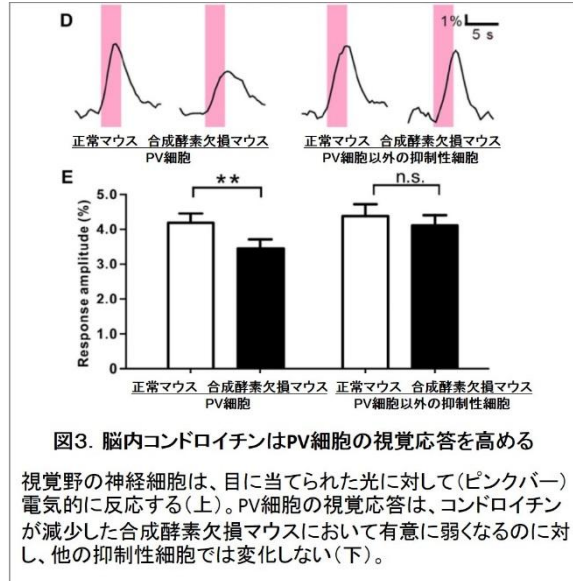 D
1%
5 s
正常マウス 合成酵素欠損マウス
PV細胞
正常マウス 合成酵素欠損マウス
PV細胞以外の抑制性細胞
E
**
n.s.
Response amplitude (%)
5.0
4.0
3.0
2.0
1.0
0
正常マウス 合成酵素欠損マウス
PV細胞
正常マウス 合成酵素欠損マウス
PV細胞以外の抑制性細胞
図3. 脳内コンドロイチンはPV細胞の視覚応答を高める
視覚野の神経細胞は、目に当てられた光に対して(ピンクバー)
電気的に反応する(上)。PV細胞の視覚応答は、コンドロイチン
が減少した合成酵素欠損マウスにおいて有意に弱くなるのに対
し、他の抑制性細胞では変化しない(下)。